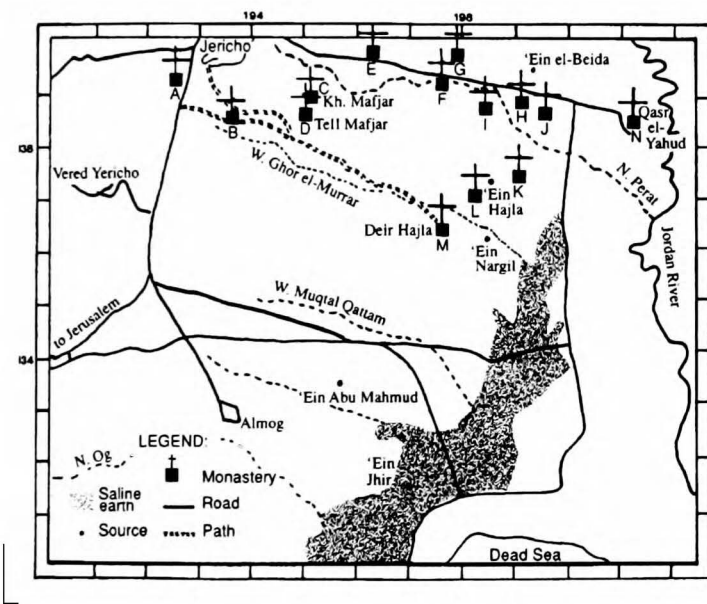 194
198
Jericho
A
B
C
D
Kh. Mafjar
Tell Mafjar
E
F
G
'Ein el-Beida
H
I
J
Qasr
el-
Yahud
N
138
Vered Yericho
W. Ghor el-Murrar
N. Perat
K
L
'Ein
Hajla
Deir Hajla
M
'Ein
Nargil
Jordan River
W. Muqtal Qattam
to Jerusalem
134
'Ein Abu Mahmud
Almog
N. Og
LEGEND:
Monastery
Saline
earth
Road
Source
Path
'Ein
Jhir
Dead Sea